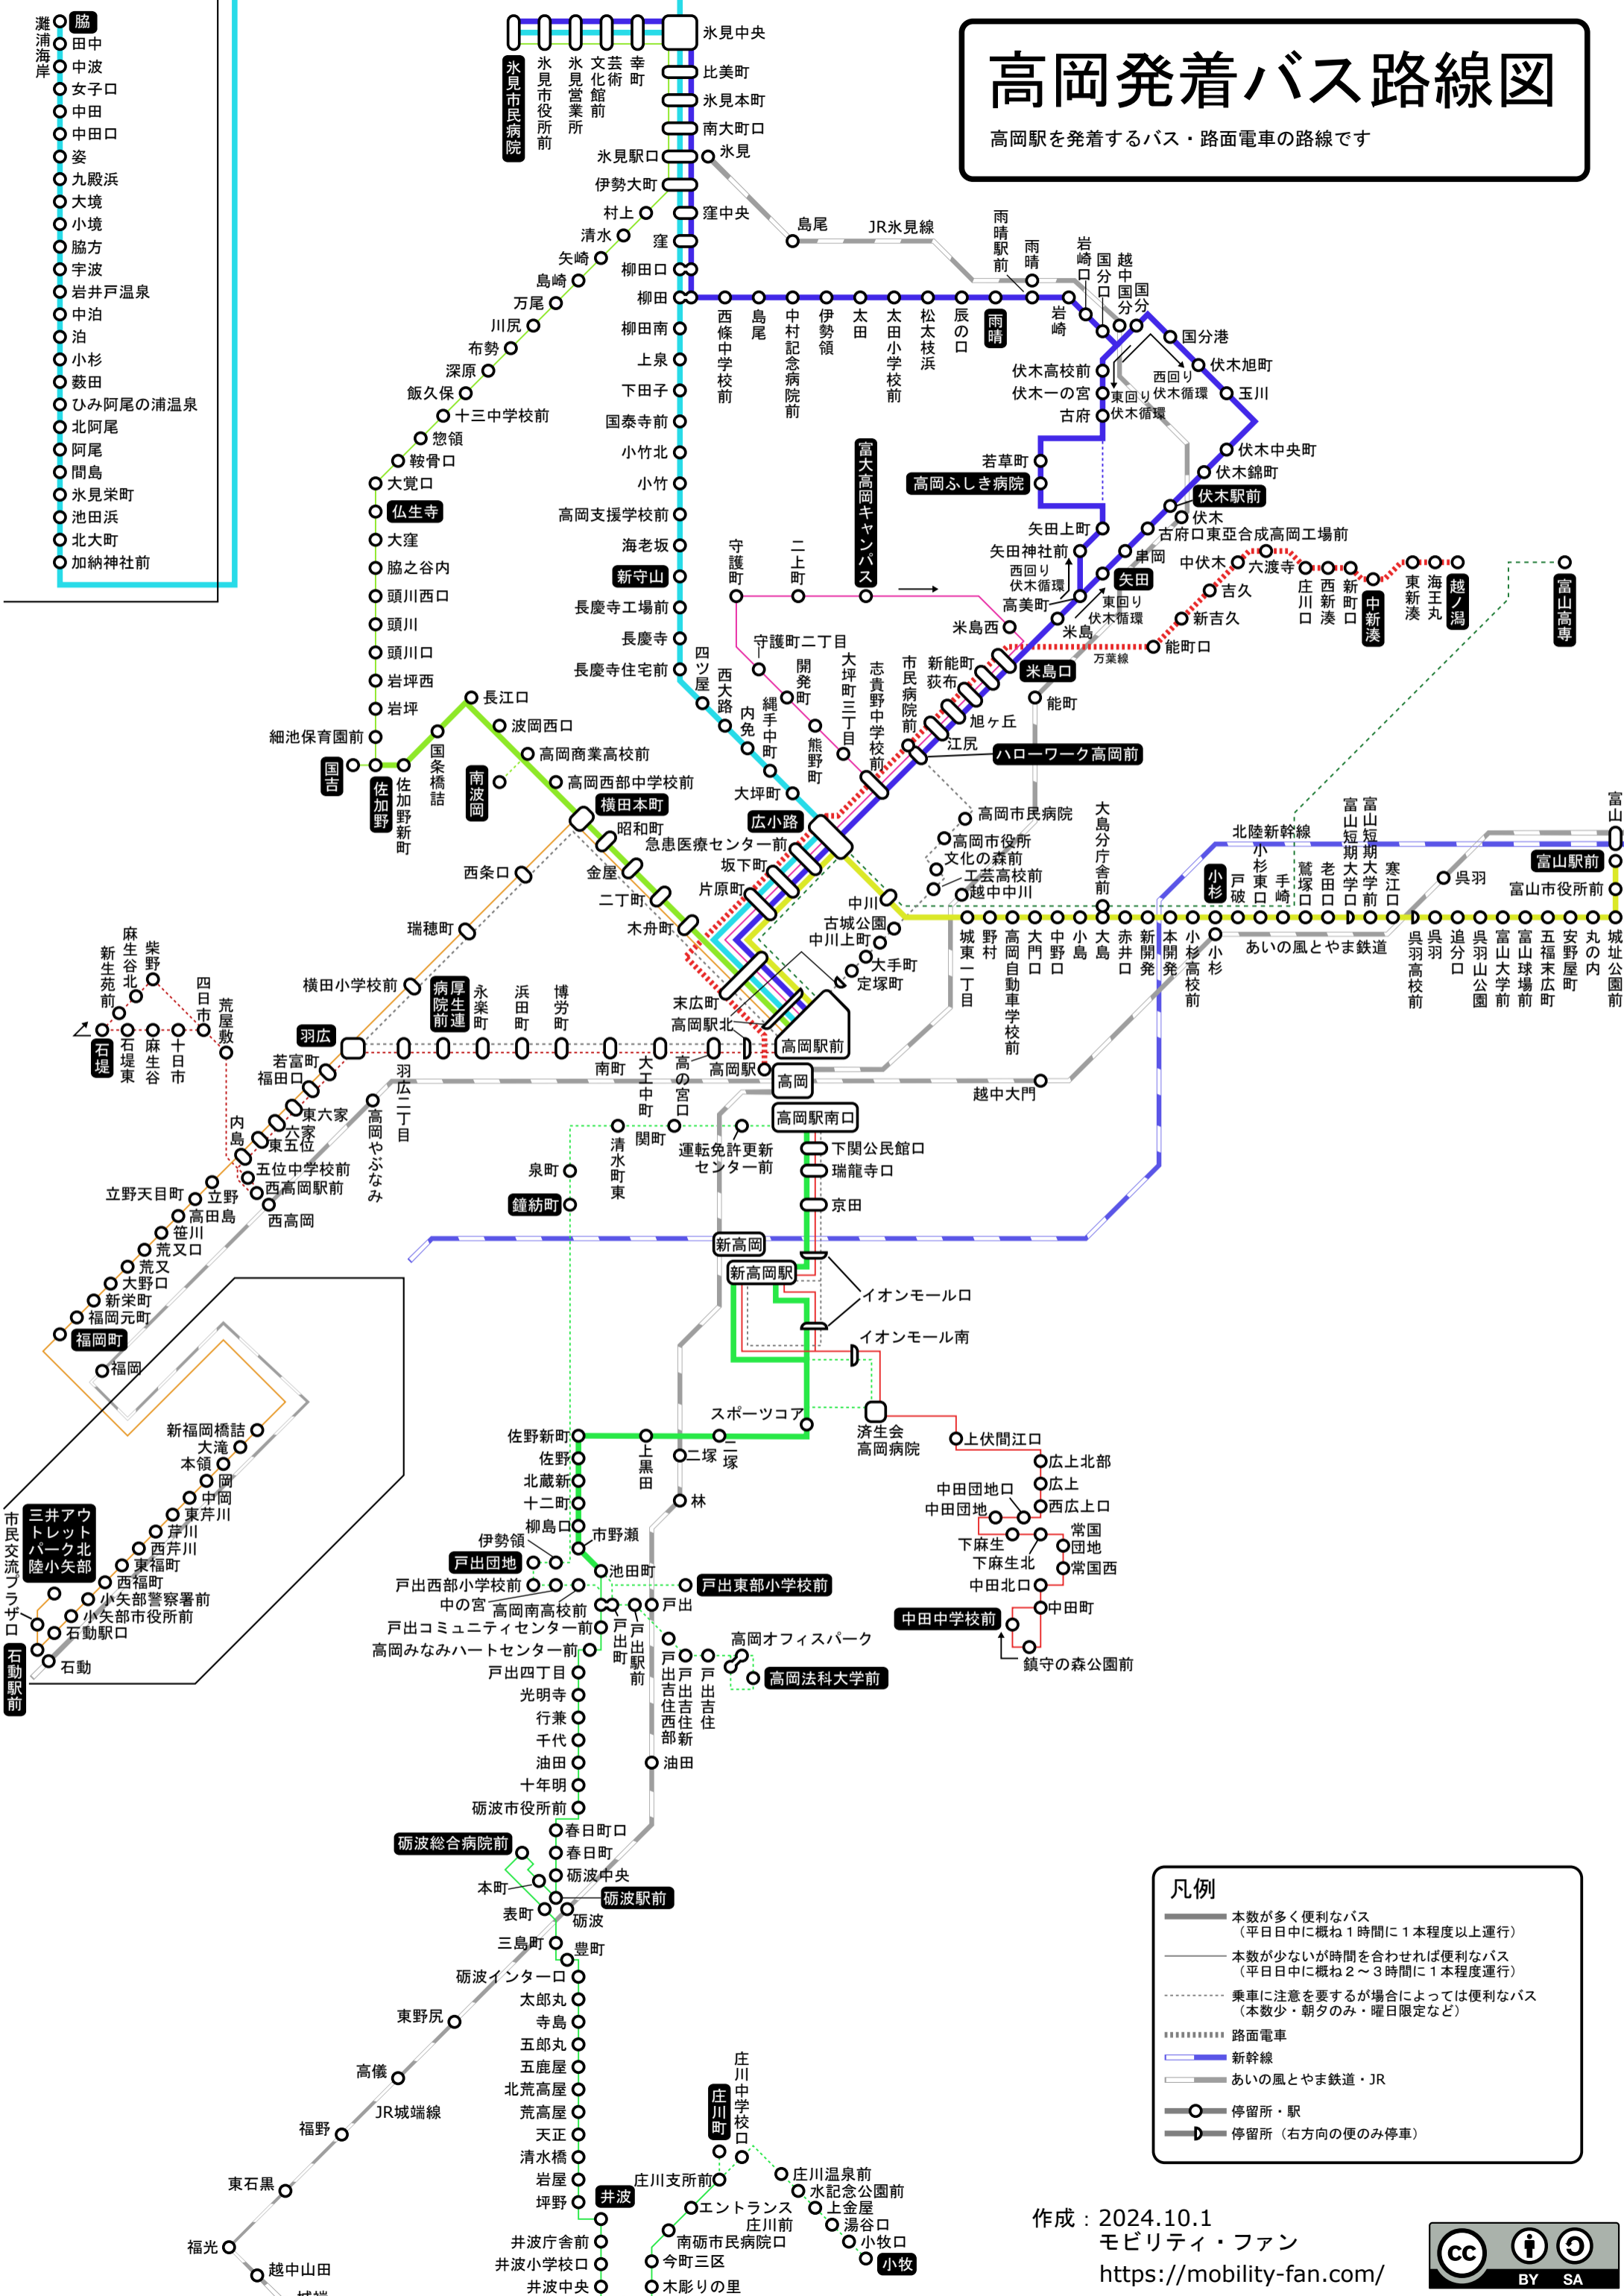 高岡発着バス路線図
高岡駅を発着するバス・路面電車の路線です
灘浦海岸
脇
田中
中波
女子口
中田
中田口
姿
九殿浜
大境
小境
脇方
宇波
岩井戸温泉
中泊
泊
小杉
薮田
ひみ阿尾の浦温泉
北阿尾
阿尾
間島
氷見栄町
池田浜
北大町
加納神社前
氷見市民病院
氷見市役所前
氷見営業所
文化館前
芸術
幸町
氷見中央
比美町
氷見本町
南大町口
氷見駅口
氷見
伊勢大町
村上
窪中央
清水
窪
矢崎
柳田口
島崎
柳田
万尾
川尻
柳田南
布勢
上泉
深原
下田子
飯久保
国泰寺前
十三中学校前
惣領
小竹北
鞍骨口
小竹
大覚口
仏生寺
高岡支援学校前
大窪
海老坂
脇之谷内
新守山
頭川西口
長慶寺工場前
頭川
長慶寺
頭川口
長慶寺住宅前
岩坪西
岩坪
細池保育園前
国吉
佐加野
佐加野新町
国条橋詰
長江口
波岡西口
高岡商業高校前
南波岡
高岡西部中学校前
横田本町
昭和町
金屋
二丁町
木舟町
島尾
JR氷見線
雨晴駅前
雨晴
岩崎口
国分口
越中国分
国分
西條中学校前
島尾
中村記念病院前
伊勢領
太田
太田小学校前
松太枝浜
辰の口
雨晴
岩崎
国分港
伏木高校前
西回り
伏木循環
伏木旭町
伏木一の宮
東回り
伏木循環
玉川
古府
伏木中央町
若草町
伏木錦町
高岡ふしき病院
伏木駅前
伏木
矢田上町
古府口東亞合成高岡工場前
矢田神社前
串岡
西回り
伏木循環
矢田
高美町
東回り
伏木循環
米島
米島西
中伏木
六渡寺
吉久
新吉久
庄川口
西新湊
新町口
中新湊
東新湊
海王丸
越ノ潟
富山高専
能町口
万葉線
米島口
新能町
荻布
能町
旭ヶ丘
江尻
市民病院前
ハローワーク高岡前
富大高岡キャンパス
守護町
二上町
守護町二丁目
開発町
熊野町
大坪町三丁目
志貴野中学校前
四ツ屋
西大路
内免
縄手中町
大坪町
広小路
急患医療センター前
坂下町
片原町
高岡市民病院
高岡市役所
文化の森前
工芸高校前
越中中川
中川
古城公園
中川上町
大手町
定塚町
末広町
高岡駅北
高岡駅前
高岡駅
高岡
高岡駅南口
大島分庁舎前
城東一丁目
野村
高岡自動車学校前
大門口
中野口
小島
大島
赤井口
新開発
本開発
小杉高校前
小杉
北陸新幹線
小杉
戸破
小杉東口
手崎
鷲塚口
老田口
富山短期大学口
富山短期大学前
寒江口
あいの風とやま鉄道
呉羽
呉羽高校前
呉羽
追分口
呉羽山公園
富山大学前
富山球場前
五福末広町
安野屋町
丸の内
城址公園前
富山
富山駅前
富山市役所前
越中大門
西条口
瑞穂町
横田小学校前
羽広
病院前
厚生連
永楽町
浜田町
博労町
南町
大工中町
高の宮口
羽広二丁目
高岡やぶなみ
新生苑前
麻生谷北
柴野
四日市
荒屋敷
石堤
石堤東
麻生谷
十日市
若富町
福田口
東六家
六家
東五位
内島
五位中学校前
西高岡駅前
西高岡
立野
立野天目町
高田島
笹川
荒又口
荒又
大野口
新栄町
福岡元町
福岡町
福岡
新福岡橋詰
大滝
本領
岡
中岡
東芹川
芹川
西芹川
東福町
西福町
小矢部警察署前
小矢部市役所前
石動駅口
石動
三井アウ
トレット
パーク北
陸小矢部
市民交流プラザ口
石動駅前
清水町東
関町
運転免許更新
センター前
泉町
鐘紡町
下関公民館口
瑞龍寺口
京田
新高岡
新高岡駅
イオンモール口
イオンモール南
スポーツコア
済生会
高岡病院
上伏間江口
広上北部
広上
中田団地口
中田団地
西広上口
下麻生
下麻生北
常国
団地
常国西
中田北口
中田町
中田中学校前
鎮守の森公園前
佐野新町
佐野
北蔵新
十二町
柳島口
上黒田
二塚
二塚
林
市野瀬
伊勢領
戸出団地
池田町
戸出西部小学校前
戸出東部小学校前
中の宮
高岡南高校前
戸出
戸出コミュニティセンター前
戸出町
戸出駅前
高岡みなみハートセンター前
戸出吉住西部
戸出吉住新
戸出吉住
高岡オフィスパーク
高岡法科大学前
戸出四丁目
光明寺
行兼
千代
油田
油田
十年明
砺波市役所前
春日町口
砺波総合病院前
春日町
砺波中央
本町
砺波駅前
表町
砺波
三島町
豊町
砺波インター口
太郎丸
寺島
五郎丸
五鹿屋
北荒高屋
荒高屋
天正
清水橋
岩屋
坪野
井波
井波庁舎前
井波小学校口
井波中央
東野尻
高儀
JR城端線
福野
東石黒
福光
越中山田
庄川町
庄川中学校口
庄川支所前
庄川温泉前
水記念公園前
エントランス
庄川前
上金屋
湯谷口
南砺市民病院口
小牧口
今町三区
小牧
木彫りの里
凡例
本数が多く便利なバス
（平日日中に概ね１時間に１本程度以上運行）
本数が少ないが時間を合わせれば便利なバス
（平日日中に概ね２～３時間に１本程度運行）
乗車に注意を要するが場合によっては便利なバス
（本数少・朝夕のみ・曜日限定など）
路面電車
新幹線
あいの風とやま鉄道・JR
停留所・駅
停留所（右方向の便のみ停車）
作成：2024.10.1
モビリティ・ファン
https://mobility-fan.com/
cc
BY SA